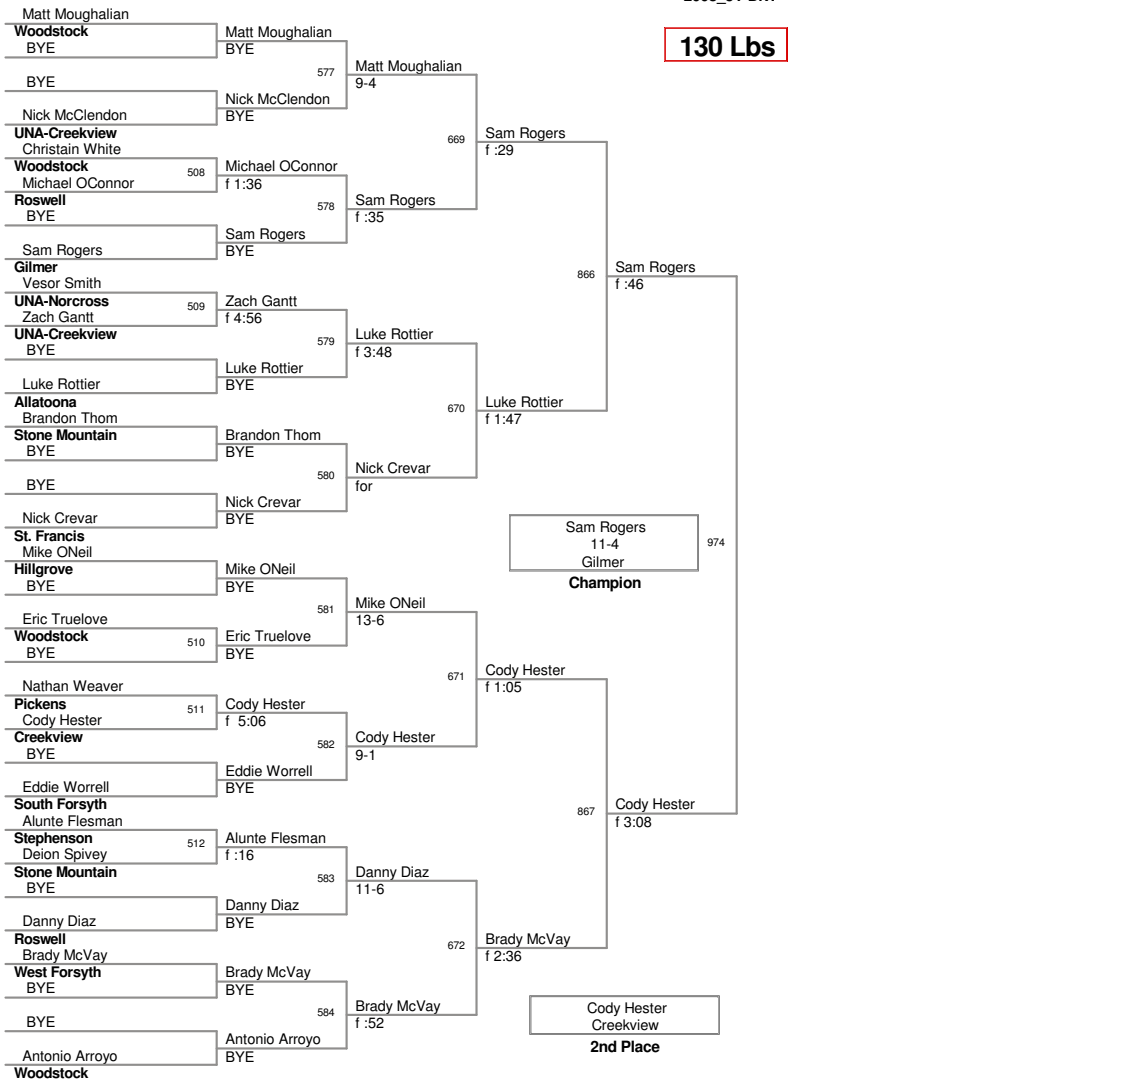 130 Lbs
Matt Moughalian
Woodstock
BYE
BYE
Nick McClendon
UNA-Creekview
Christain White
Woodstock
Michael OConnor
Roswell
BYE
Sam Rogers
Gilmer
Vesor Smith
UNA-Norcross
Zach Gantt
UNA-Creekview
BYE
Luke Rottier
Allatoona
Brandon Thom
Stone Mountain
BYE
BYE
Nick Crevar
St. Francis
Mike ONeil
Hillgrove
BYE
Eric Truelove
Woodstock
BYE
Nathan Weaver
Pickens
Cody Hester
Creekview
BYE
Eddie Worrell
South Forsyth
Alunte Flesman
Stephenson
Deion Spivey
Stone Mountain
BYE
Danny Diaz
Roswell
Brady McVay
West Forsyth
BYE
BYE
Antonio Arroyo
Woodstock
508
509
510
511
512
Matt Moughalian
BYE
Nick McClendon
BYE
Michael OConnor
f 1:36
Sam Rogers
BYE
Zach Gantt
f 4:56
Luke Rottier
BYE
Brandon Thom
BYE
Nick Crevar
BYE
Mike ONeil
BYE
Eric Truelove
BYE
Cody Hester
f 5:06
Eddie Worrell
BYE
Alunte Flesman
f :16
Danny Diaz
BYE
Brady McVay
BYE
Antonio Arroyo
BYE
577
578
579
580
581
582
583
584
Matt Moughalian
9-4
Sam Rogers
f :35
Luke Rottier
f 3:48
Nick Crevar
for
Mike ONeil
13-6
Cody Hester
9-1
Danny Diaz
11-6
Brady McVay
f :52
669
670
671
672
Sam Rogers
f :29
Luke Rottier
f 1:47
Cody Hester
f 1:05
Brady McVay
f 2:36
866
867
Sam Rogers
f :46
Cody Hester
f 3:08
Sam Rogers
11-4
Gilmer
974
Champion
Cody Hester
Creekview
2nd Place